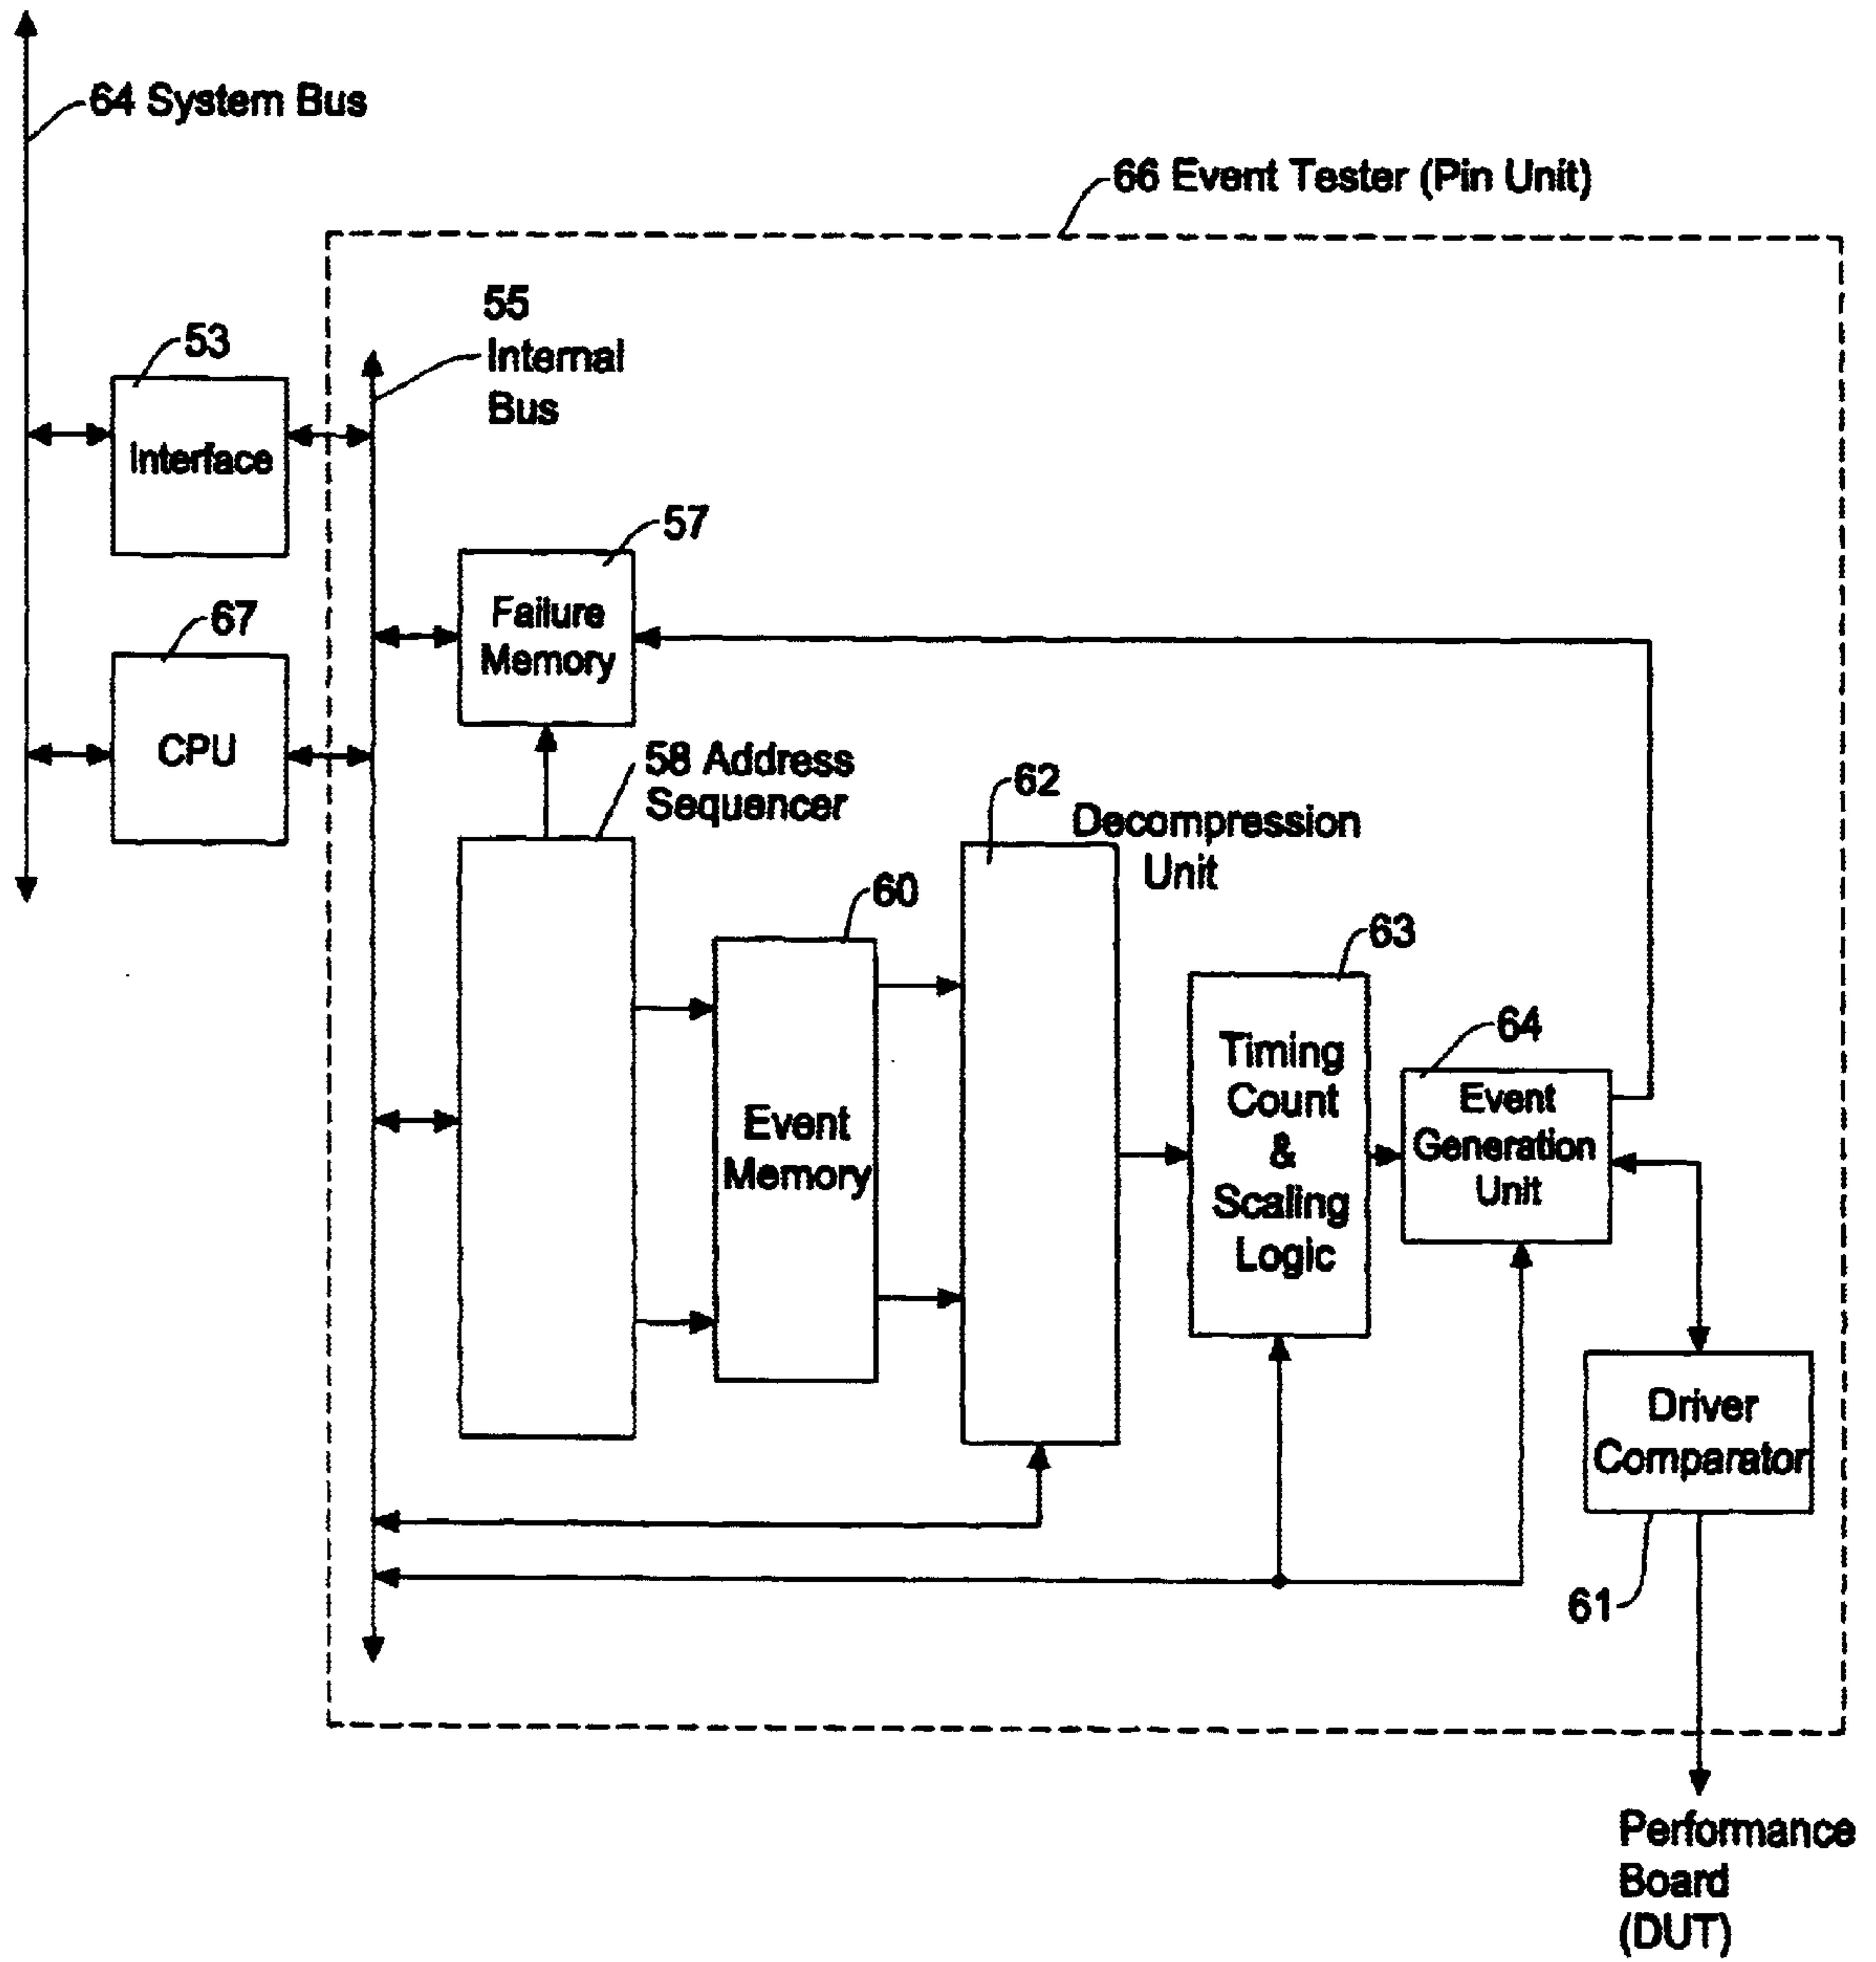 64 System Bus
66 Event Tester (Pin Unit)
55
Internal
Bus
53
Interface
57
Failure
Memory
67
CPU
58 Address
Sequencer
62
Decompression
Unit
60
Event
Memory
63
Timing
Count
&
Scaling
Logic
64
Event
Generation
Unit
Driver
Comparator
61
Performance
Board
(DUT)